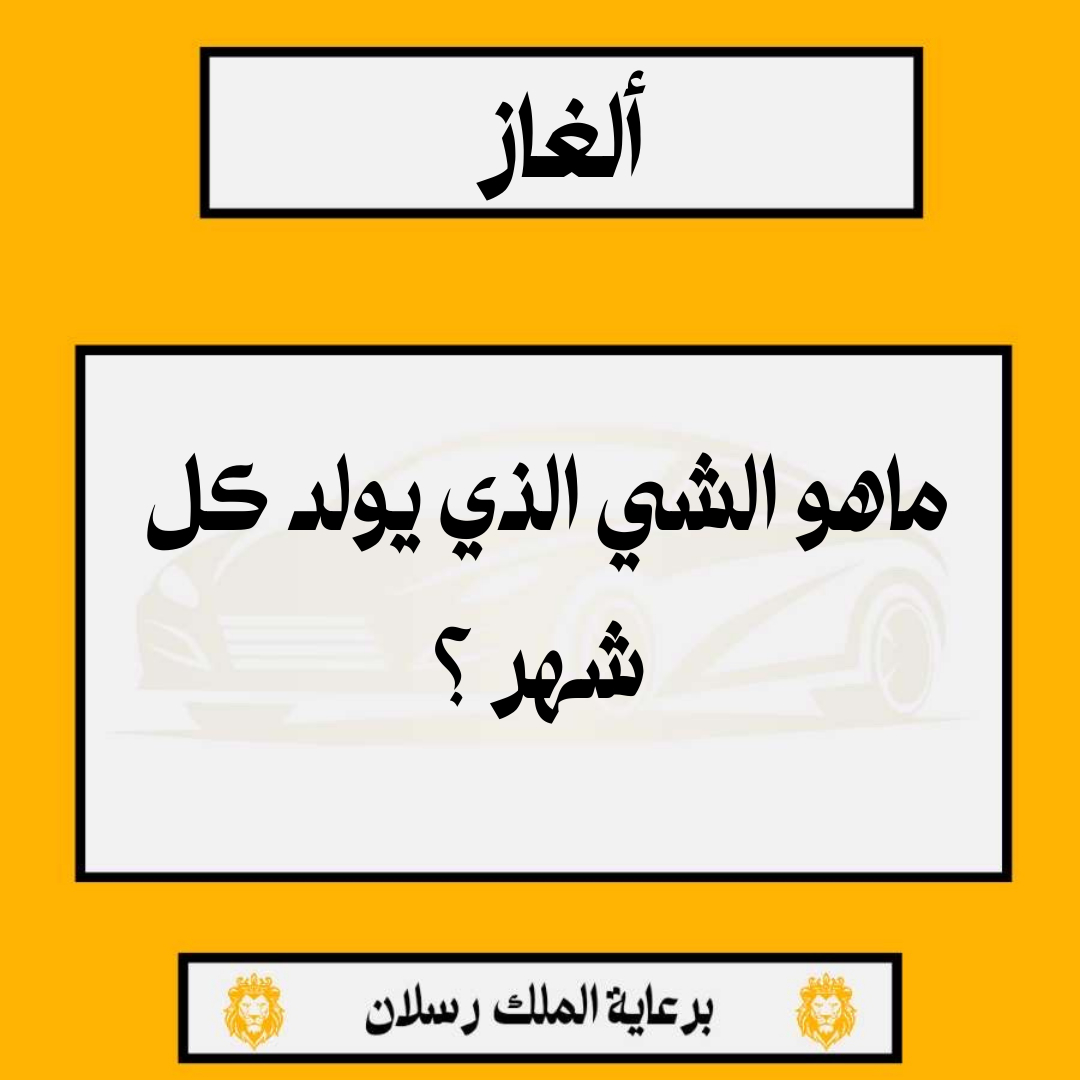 ألغاز
ماهو الشي الذي يولد كل
شهر ؟
برعاية الملك رسلان